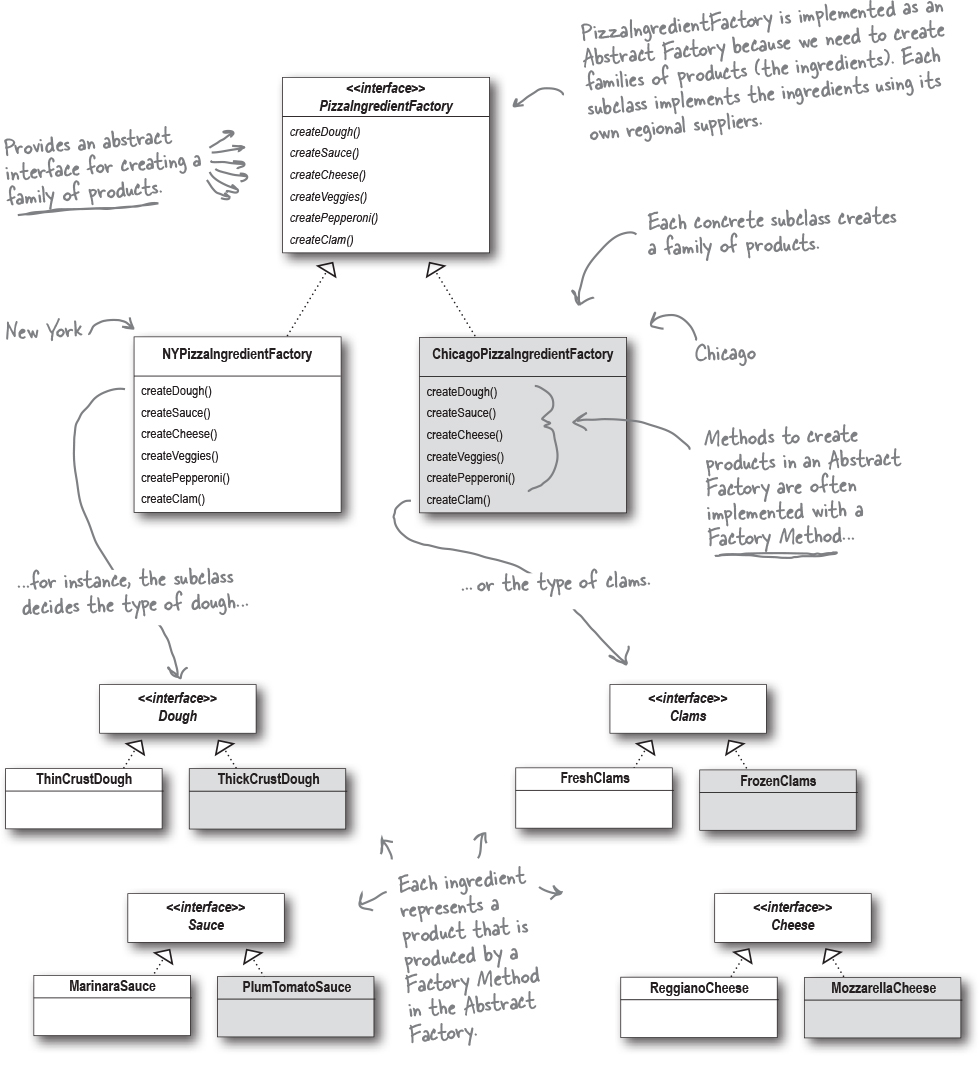 PizzaIngredientFactory is implemented as an
Abstract Factory because we need to create
families of products (the ingredients). Each
subclass implements the ingredients using its
own regional suppliers.
<<interface>>
PizzaIngredientFactory
createDough()
createSauce()
createCheese()
createVeggies()
createPepperoni()
createClam()
Provides an abstract
interface for creating a
family of products.
Each concrete subclass creates
a family of products.
New York
NYPizzaIngredientFactory
createDough()
createSauce()
createCheese()
createVeggies()
createPepperoni()
createClam()
ChicagoPizzaIngredientFactory
createDough()
createSauce()
createCheese()
createVeggies()
createPepperoni()
createClam()
Chicago
Methods to create
products in an Abstract
Factory are often
implemented with a
Factory Method...
...for instance, the subclass
decides the type of dough...
...or the type of clams.
<<interface>>
Dough
ThinCrustDough
ThickCrustDough
<<interface>>
Clams
FreshClams
FrozenClams
Each ingredient
represents a
product that is
produced by a
Factory Method
in the Abstract
Factory.
<<interface>>
Sauce
MarinaraSauce
PlumTomatoSauce
<<interface>>
Cheese
ReggianoCheese
MozzarellaCheese